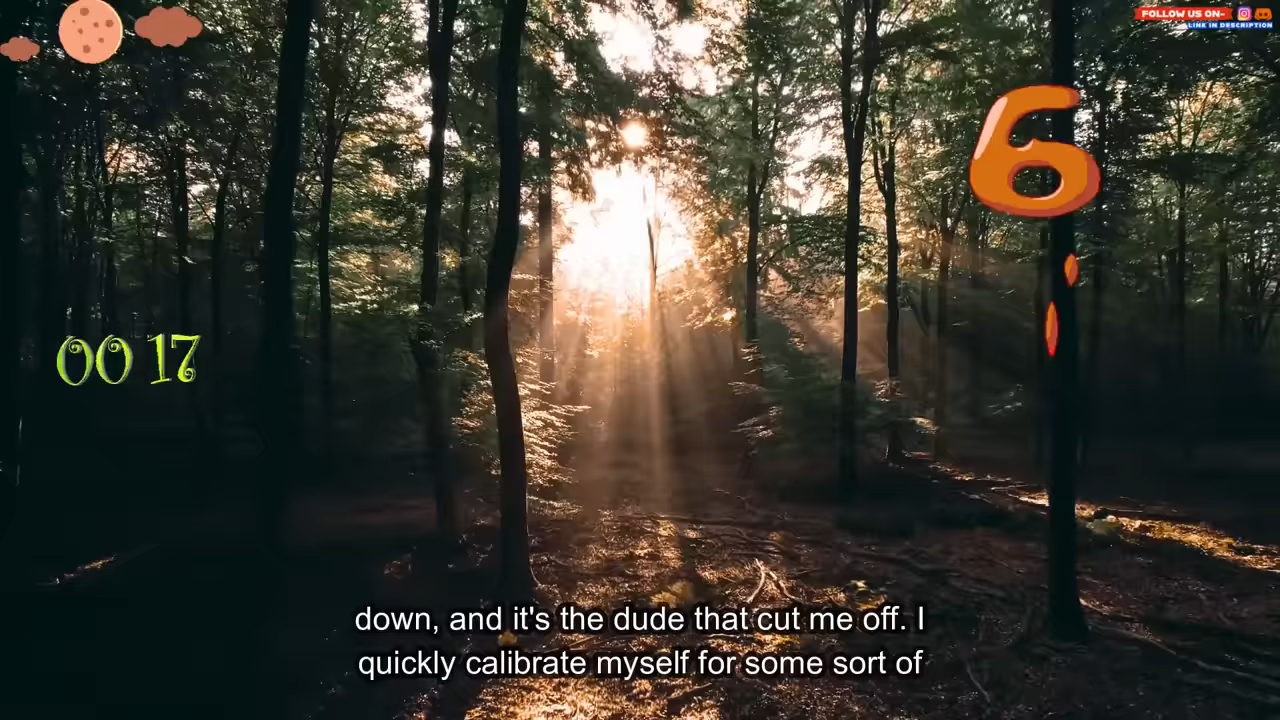 FOLLOW US ON-
LINK IN DESCRIPTION
6
00 17
down, and it's the dude that cut me off. I
quickly calibrate myself for some sort of